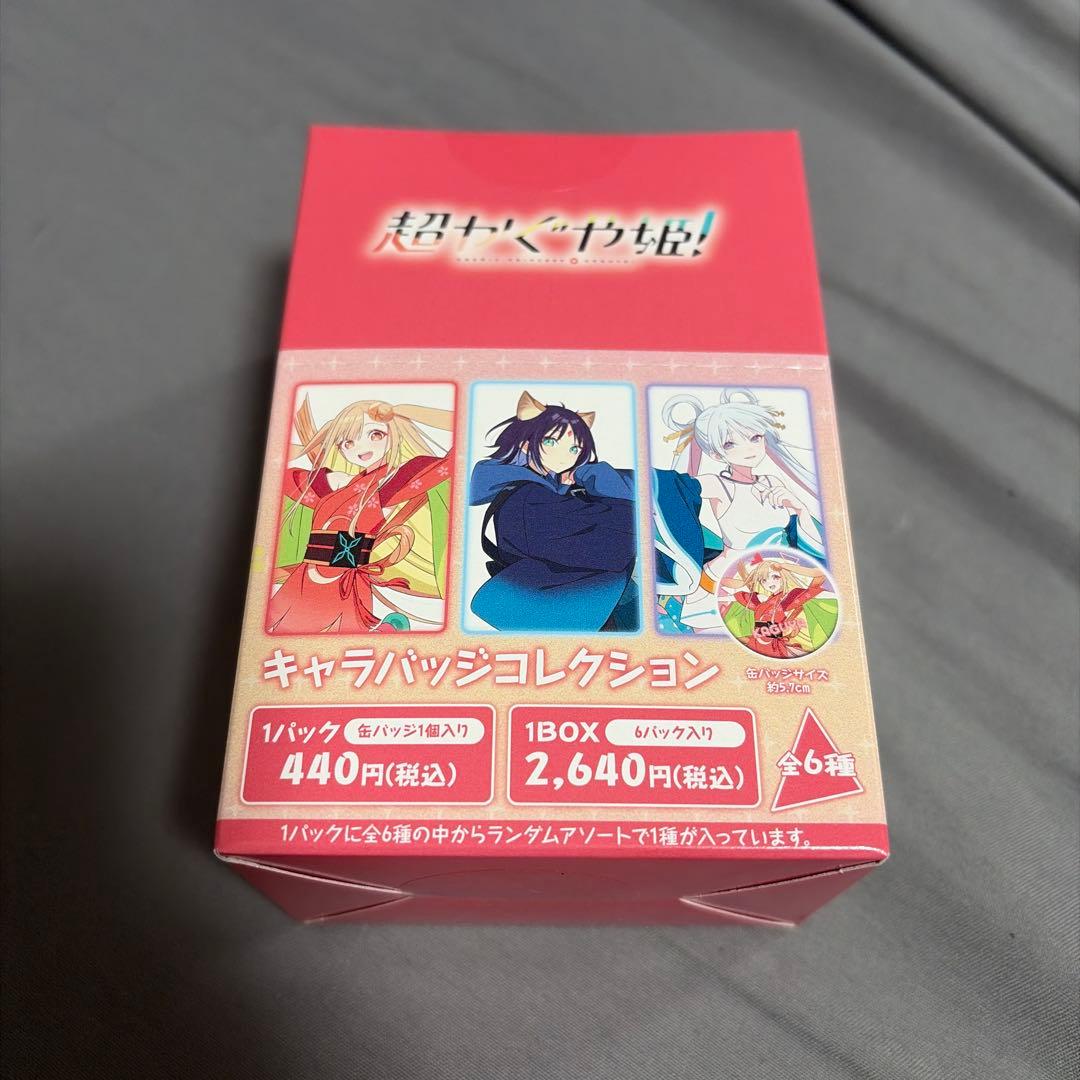 超かぐや姫!
COSMIC PRINCESS KAGUYA!
KAGUYA
キャラバッジコレクション
缶バッジサイズ
約5.7cm
1パック 缶バッジ1個入り
440円(税込)
1BOX 6パック入り
2,640円(税込)
全6種
1パックに全6種の中からランダムアソートで1種が入っています。